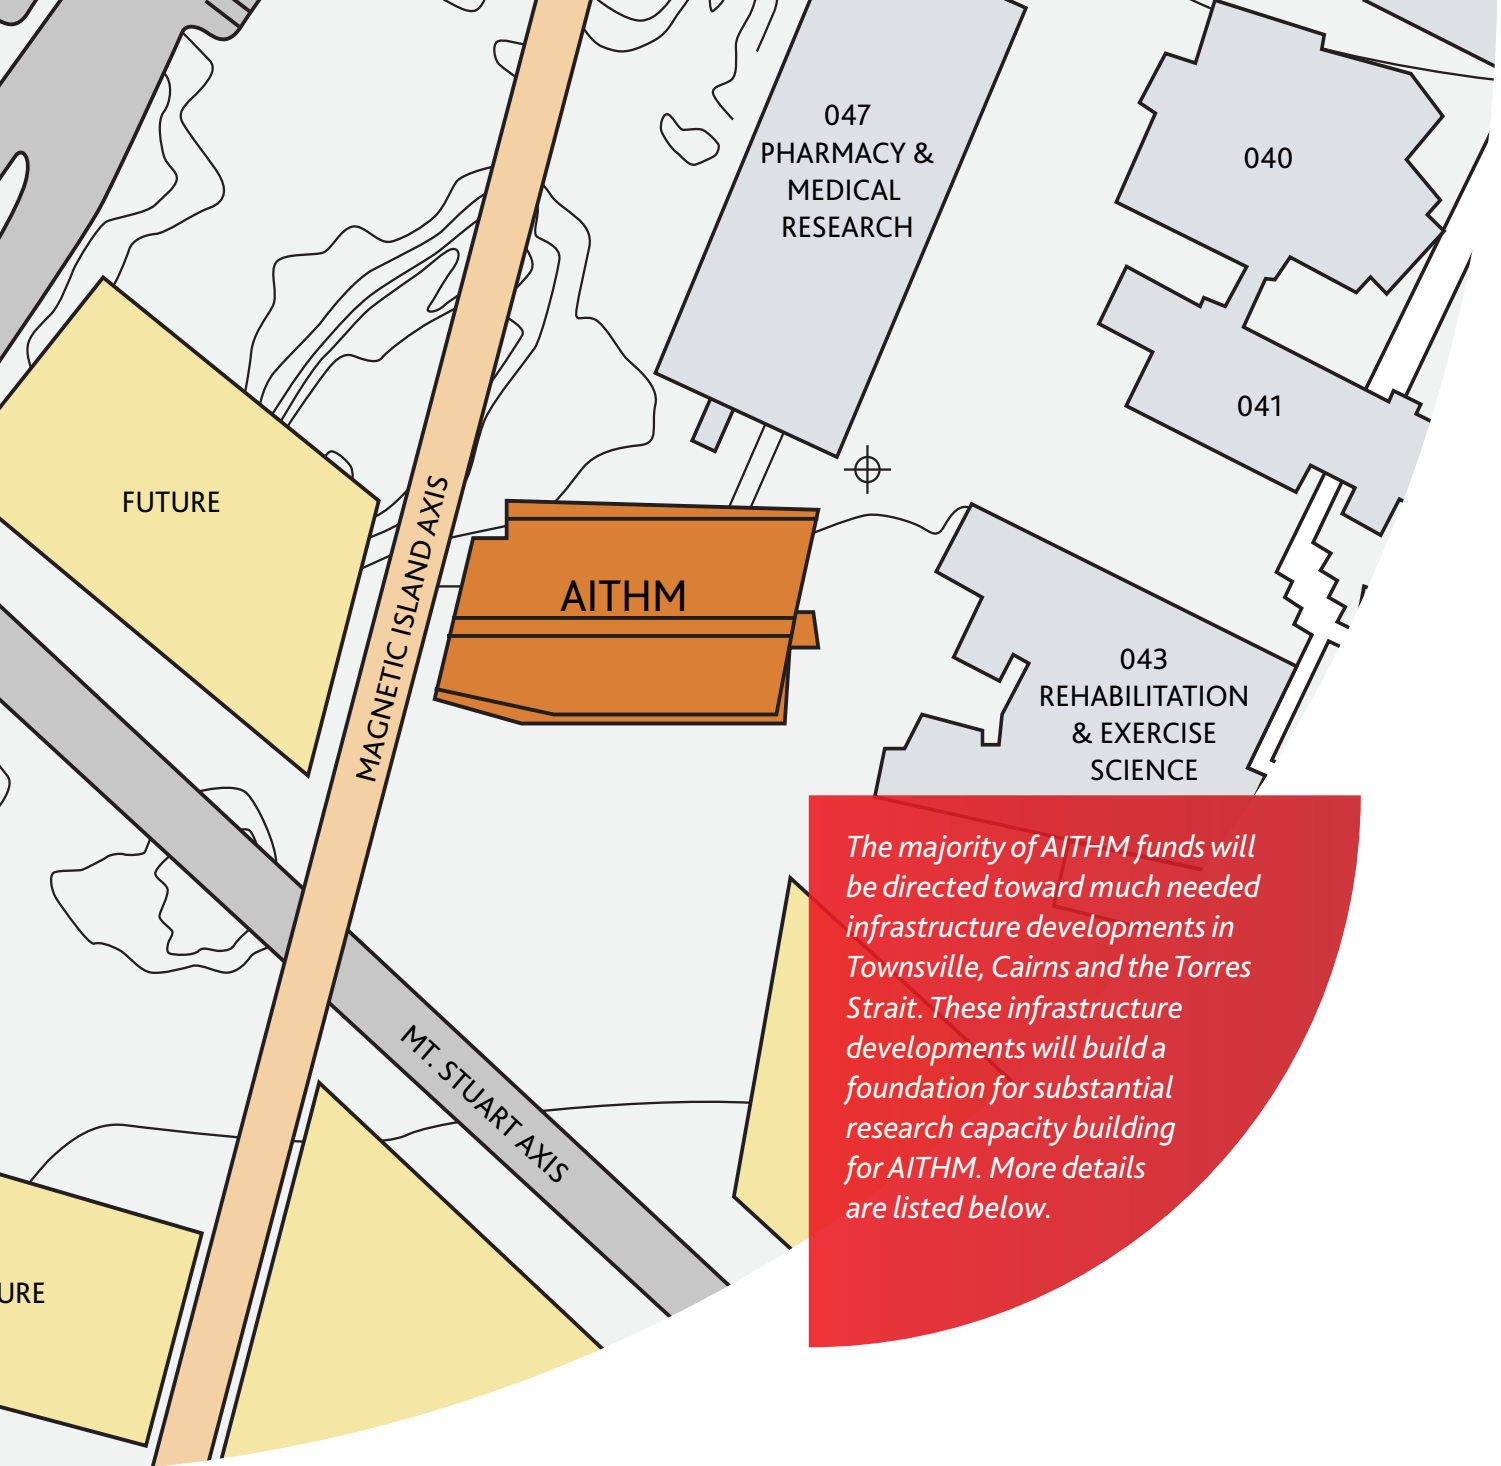 047
PHARMACY &
MEDICAL
RESEARCH
040
041
FUTURE
MAGNETIC ISLAND AXIS
AITHM
043
REHABILITATION
& EXERCISE
SCIENCE
The majority of AITHM funds will
be directed toward much needed
infrastructure developments in
Townsville, Cairns and the Torres
Strait. These infrastructure
developments will build a
foundation for substantial
research capacity building
for AITHM. More details
are listed below.
MT. STUART AXIS
URE